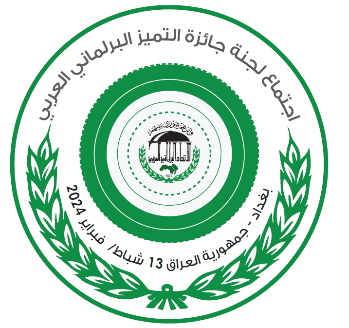 اجتماع لجنة جائزة التميز البرلماني العربي
بغداد - جمهورية العراق 13 شباط/ فبراير 2024